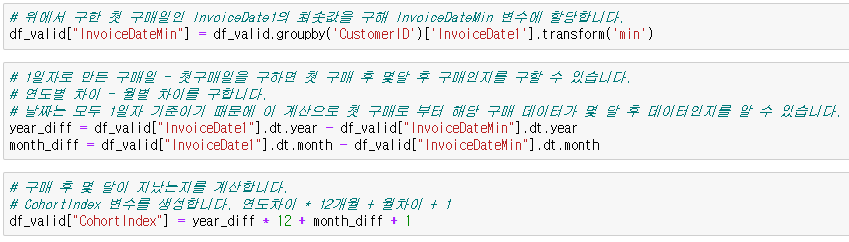 # 위에서 구한 첫 구매일인 InvoiceDate1의 최솟값을 구해 InvoiceDateMin 변수에 할당합니다.
df_valid["InvoiceDateMin"] = df_valid.groupby('CustomerID')['InvoiceDate1'].transform('min')
# 1일자로 만든 구매일 - 첫구매일을 구하면 첫 구매 후 몇달 후 구매인지를 구할 수 있습니다.
# 연도별 차이 - 월별 차이를 구합니다.
# 날짜는 모두 1일자 기준이기 때문에 이 계산으로 첫 구매로 부터 해당 구매 데이터가 몇 달 후 데이터인지를 알 수 있습니다.
year_diff = df_valid["InvoiceDate1"].dt.year - df_valid["InvoiceDateMin"].dt.year
month_diff = df_valid["InvoiceDate1"].dt.month - df_valid["InvoiceDateMin"].dt.month
# 구매 후 몇 달이 지났는지를 계산합니다.
# CohortIndex 변수를 생성합니다. 연도차이 * 12개월 + 월차이 + 1
df_valid["CohortIndex"] = year_diff * 12 + month_diff + 1